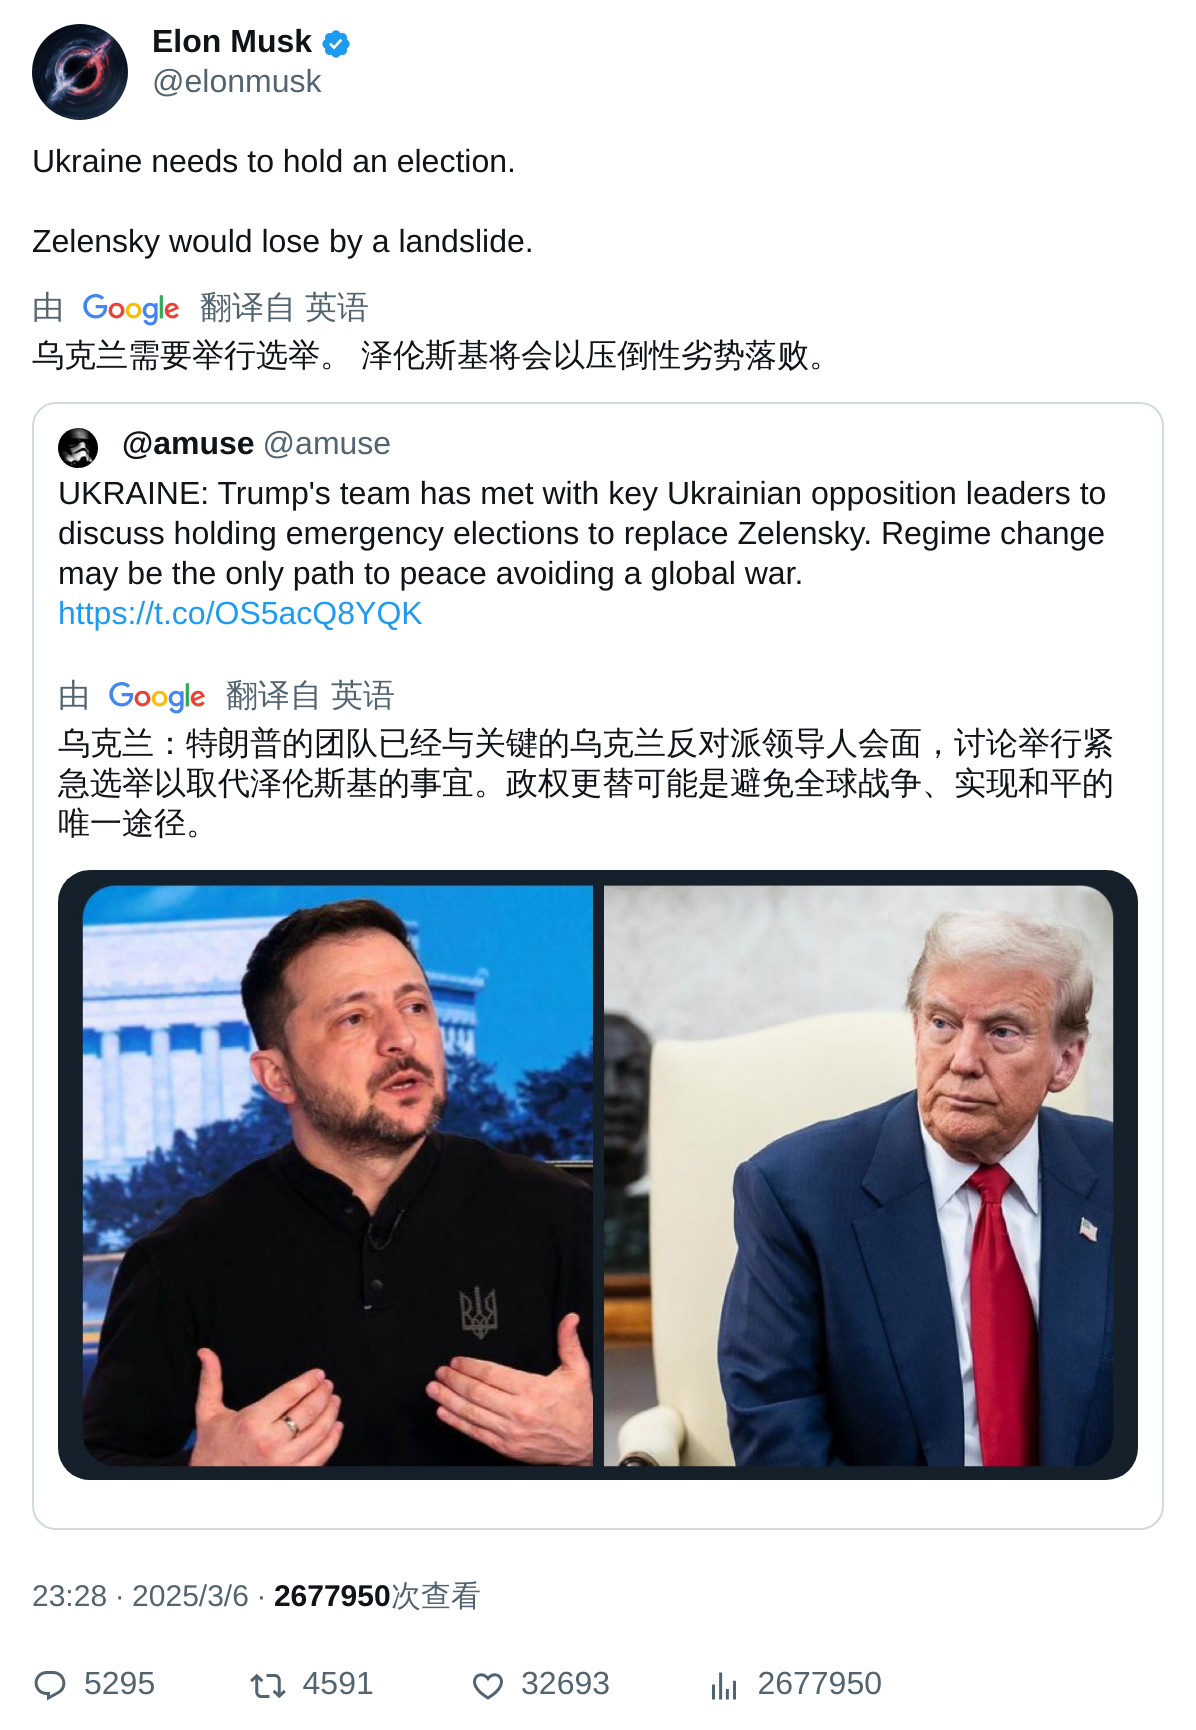 Elon Musk
@elonmusk
Ukraine needs to hold an election.
Zelensky would lose by a landslide.
由 Google 翻译自 英语
乌克兰需要举行选举。 泽伦斯基将会以压倒性劣势落败。
@amuse @amuse
UKRAINE: Trump's team has met with key Ukrainian opposition leaders to
discuss holding emergency elections to replace Zelensky. Regime change
may be the only path to peace avoiding a global war.
https://t.co/OS5acQ8YQK
由 Google 翻译自 英语
乌克兰：特朗普的团队已经与关键的乌克兰反对派领导人会面，讨论举行紧
急选举以取代泽伦斯基的事宜。政权更替可能是避免全球战争、实现和平的
唯一途径。
23:28 · 2025/3/6 · 2677950次查看
5295 4591 32693 2677950